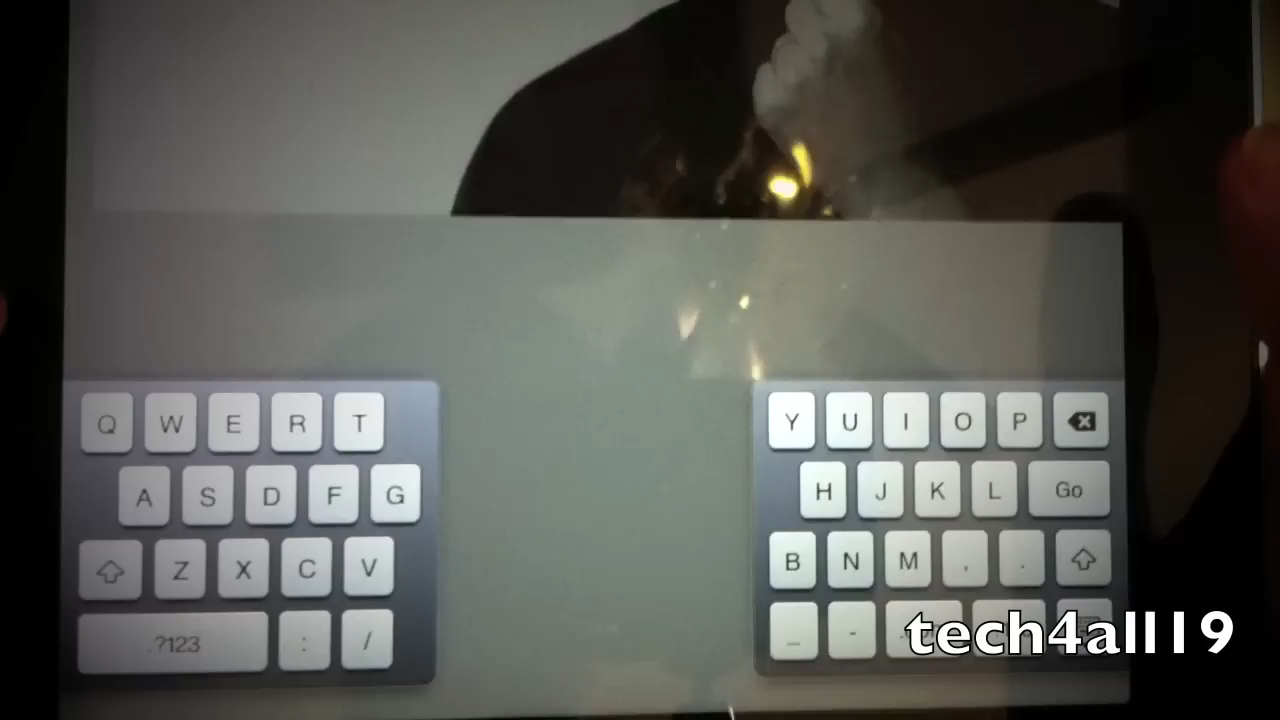 Q W E R T
Y U I O P
A S D F G
H J K L Go
Z X C V
B N M , .
.?123 : /
_ -
tech4all19